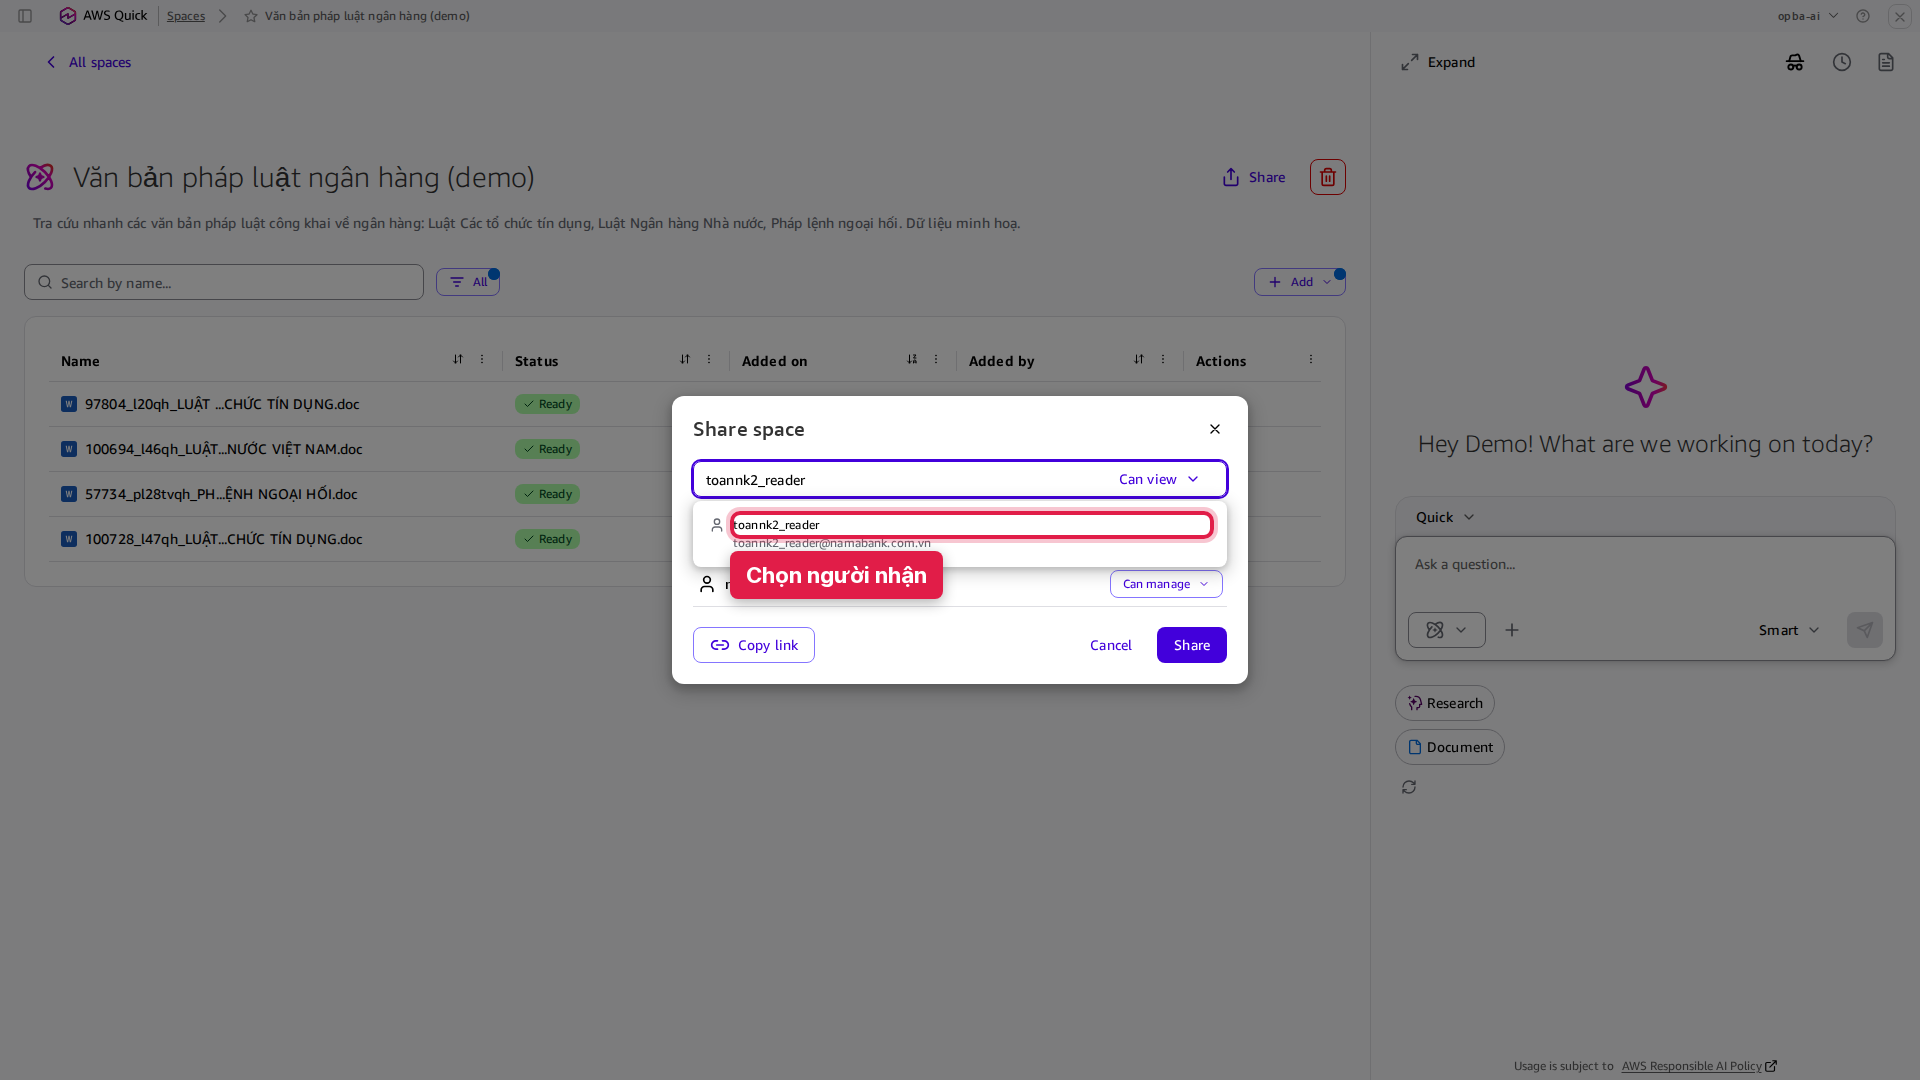 AWS Quick
Spaces
Văn bản pháp luật ngân hàng (demo)
opba-ai
All spaces
Expand
Văn bản pháp luật ngân hàng (demo)
Share
Tra cứu nhanh các văn bản pháp luật công khai về ngân hàng: Luật Các tổ chức tín dụng, Luật Ngân hàng Nhà nước, Pháp lệnh ngoại hối. Dữ liệu minh hoạ.
Search by name...
All
Add
Name
Status
Added on
Added by
Actions
97804_l20qh_LUẬT ...CHỨC TÍN DỤNG.doc
Ready
100694_l46qh_LUẬT...NƯỚC VIỆT NAM.doc
Ready
57734_pl28tvqh_PH...ỆNH NGOẠI HỐI.doc
Ready
100728_l47qh_LUẬT...CHỨC TÍN DỤNG.doc
Ready
Share space
toannk2_reader
Can view
toannk2_reader
toannk2_reader@namabank.com.vn
Chọn người nhận
Can manage
Copy link
Cancel
Share
Hey Demo! What are we working on today?
Quick
Ask a question...
Smart
Research
Document
Usage is subject to AWS Responsible AI Policy